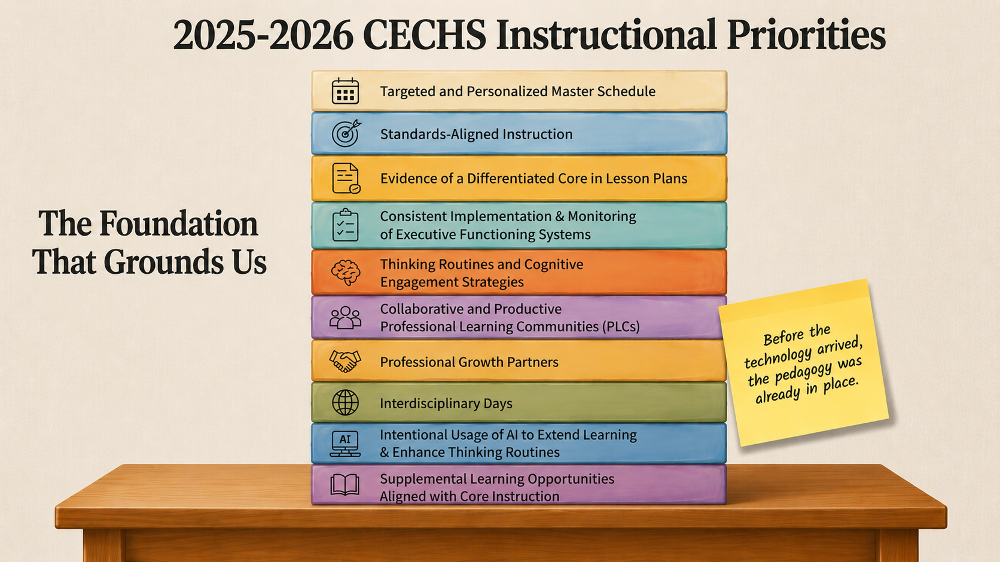 2025-2026 CECHS Instructional Priorities
The Foundation
That Grounds Us
Targeted and Personalized Master Schedule
Standards-Aligned Instruction
Evidence of a Differentiated Core in Lesson Plans
Consistent Implementation & Monitoring
of Executive Functioning Systems
Thinking Routines and Cognitive
Engagement Strategies
Collaborative and Productive
Professional Learning Communities (PLCs)
Professional Growth Partners
Interdisciplinary Days
AI
Intentional Usage of AI to Extend Learning
& Enhance Thinking Routines
Supplemental Learning Opportunities
Aligned with Core Instruction
Before the
technology arrived,
the pedagogy was
already in place.